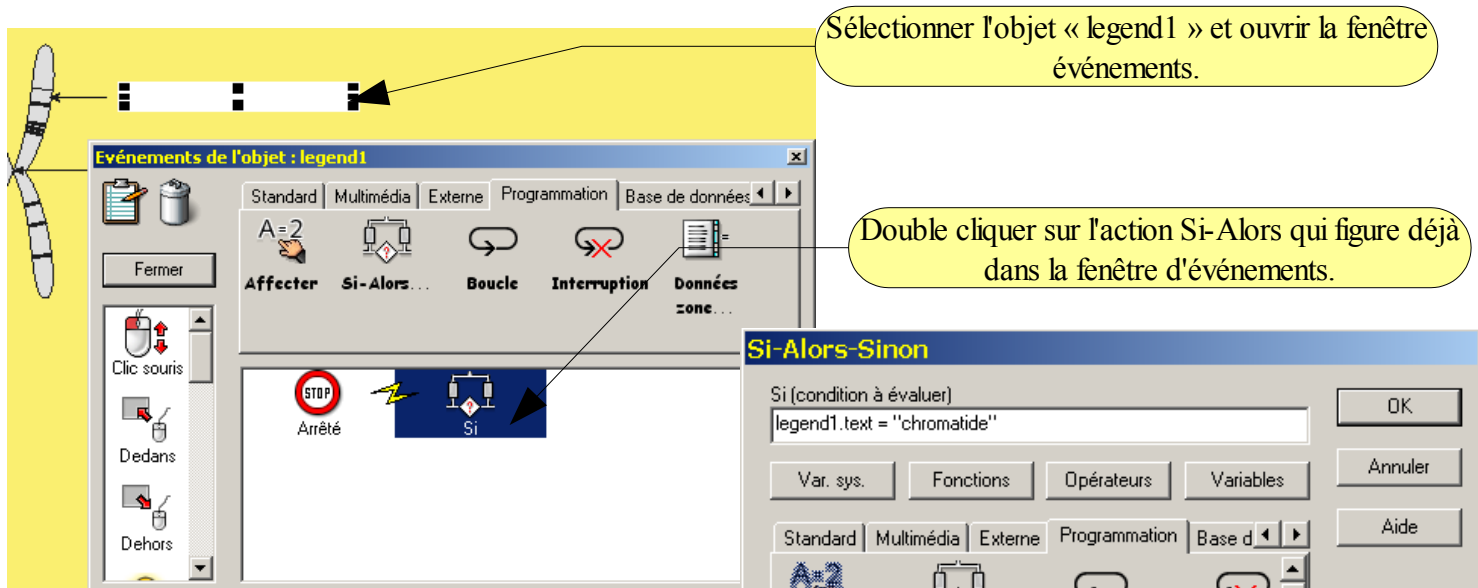 Sélectionner l'objet « legend1 » et ouvrir la fenêtre
événements.
Evénements de l'objet : legend1
Standard Multimédia Externe Programmation Base de données
A=2
Affecter Si-Alors... Boucle Interruption Données
zone...
Fermer
Double cliquer sur l'action Si-Alors qui figure déjà
dans la fenêtre d'événements.
Clic souris
Dedans
Dehors
STOP
Arrêté Si
Si-Alors-Sinon
Si (condition à évaluer)
legend1.text = "chromatide"
OK
Var. sys. Fonctions Opérateurs Variables
Annuler
Aide
Standard Multimédia Externe Programmation Base d
A=2